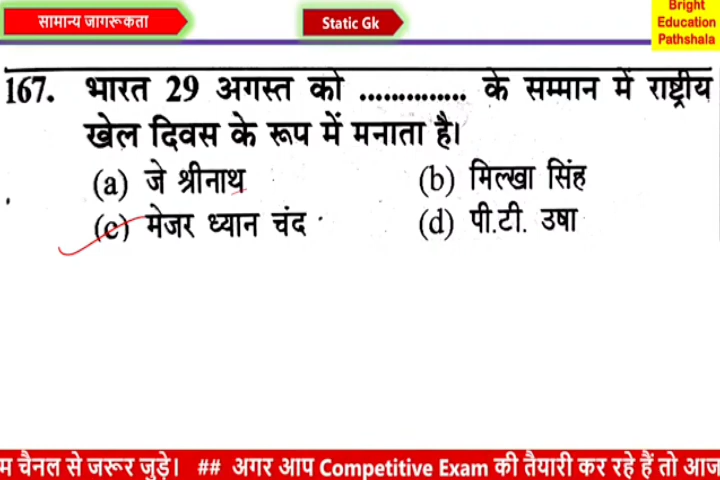 सामान्य जागरूकता
Static Gk
Bright
Education
Pathshala
167. भारत 29 अगस्त को .............. के सम्मान में राष्ट्रीय
खेल दिवस के रूप में मनाता है।
(a) जे श्रीनाथ (b) मिल्खा सिंह
(c) मेजर ध्यान चंद (d) पी.टी. उषा
म चैनल से जरूर जुड़े। ## अगर आप Competitive Exam की तैयारी कर रहे हैं तो आज